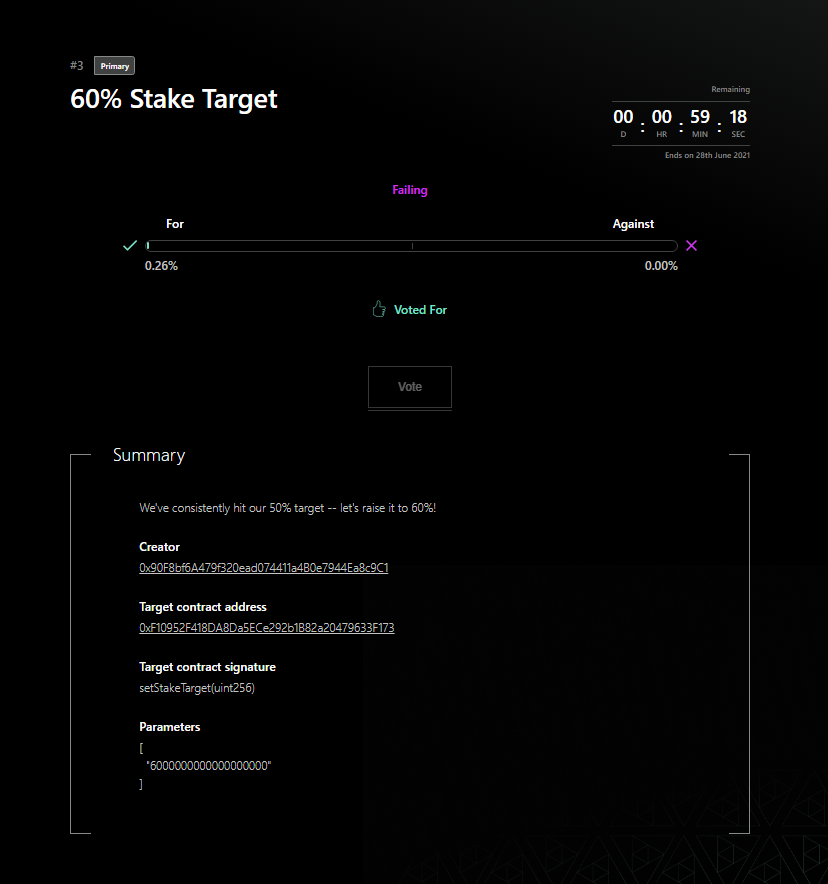 #3 Primary
60% Stake Target
Remaining
00 : 00 : 59 : 18
D HR MIN SEC
Ends on 28th June 2021
Failing
For Against
0.26% 0.00%
Voted For
Vote
Summary
We've consistently hit our 50% target -- let's raise it to 60%!
Creator
0x90F8bf6A479f320ead074411a4B0e7944Ea8c9C1
Target contract address
0xF10952F418DA8Da5ECe292b1B82a20479633F173
Target contract signature
setStakeTarget(uint256)
Parameters
[
"6000000000000000000"
]